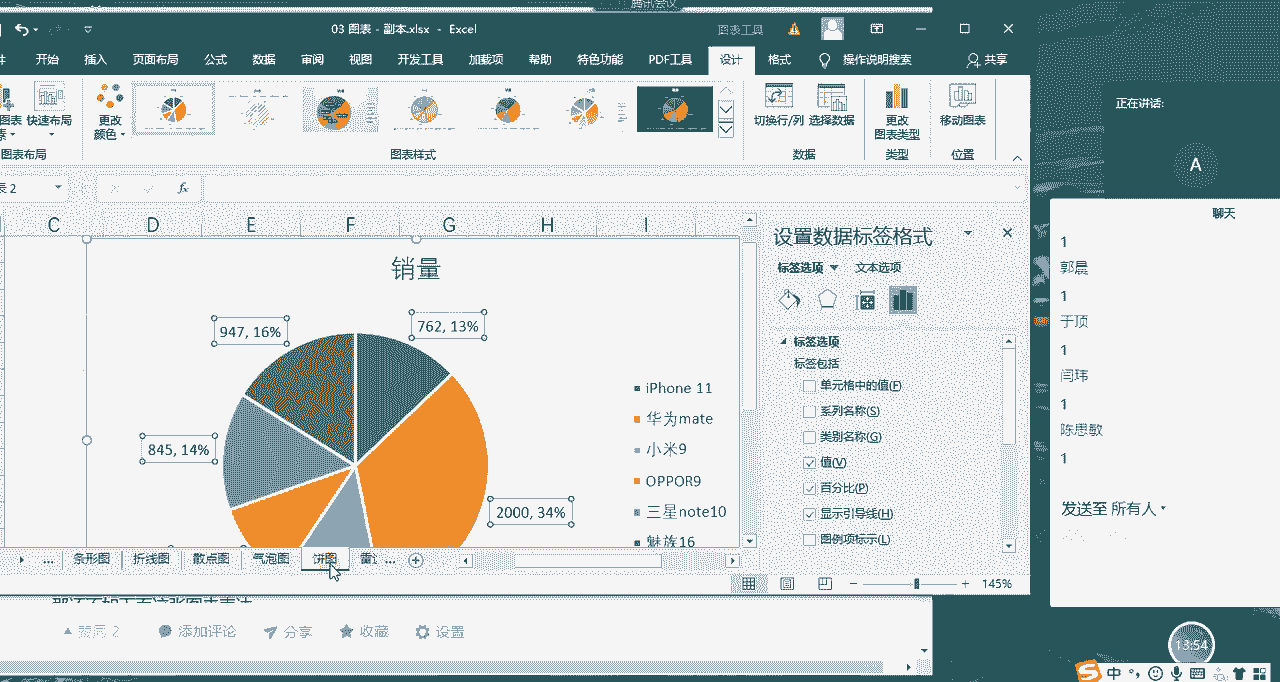 腾讯会议
03 图表 - 副本.xlsx - Excel
图表工具
开始 插入 页面布局 公式 数据 审阅 视图 开发工具 加载项 帮助 特色功能 PDF工具 设计 格式 操作说明搜索 共享
图表
快速布局
更改
颜色
切换行/列 选择数据
更改
图表类型
移动图表
图表布局
图表样式
数据
类型
位置
表 2
fx
C D E F G H I
销量
947, 16%
762, 13%
845, 14%
2000, 34%
iPhone 11
华为mate
小米9
OPPOR9
三星note10
魅族16
设置数据标签格式
标签选项 文本选项
标签选项
标签包括
单元格中的值(F)
系列名称(S)
类别名称(G)
值(V)
百分比(P)
显示引导线(H)
图例项标示(L)
... 条形图 折线图 散点图 气泡图 饼图 ...
145%
添加评论 分享 收藏 设置
正在讲话:
A
聊天
1
郭晨
1
于顶
1
闫玮
1
陈思敏
1
发送至 所有人
13:54
中